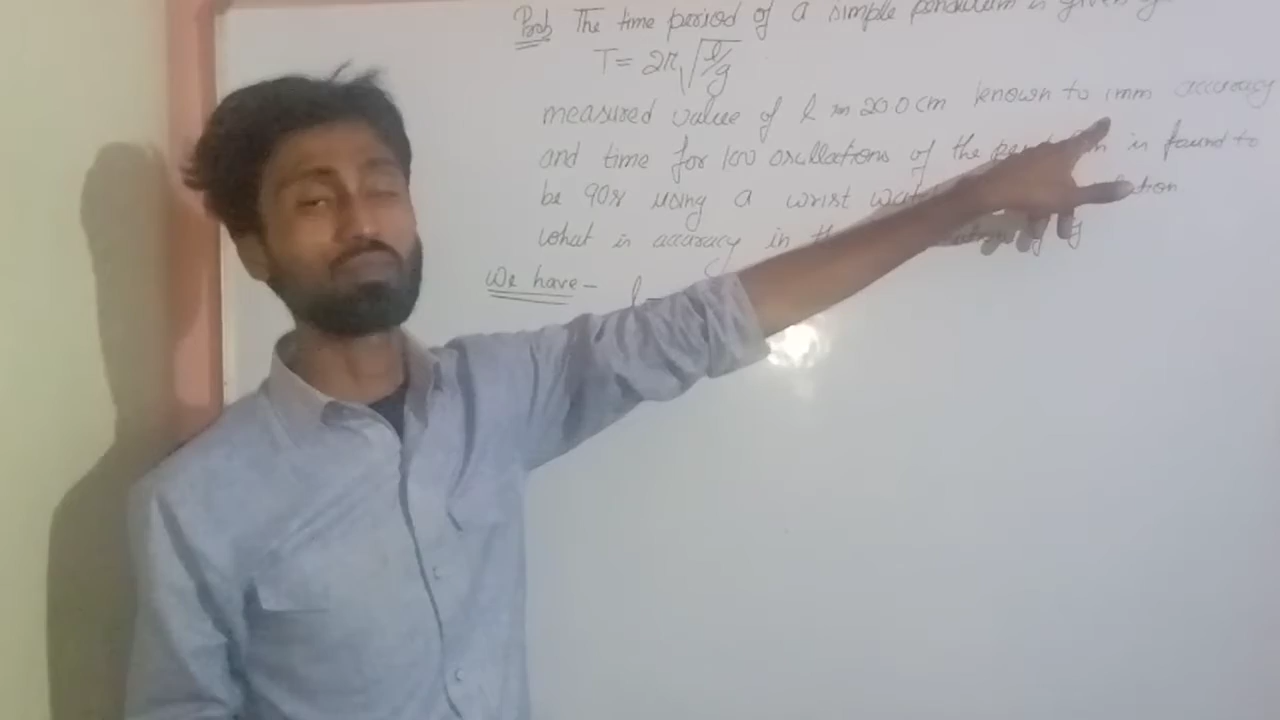 Prob The time period of a simple pendulum is given
T = 2π√l/g
measured value of l is 20.0 cm known to 1mm accuracy
and time for 100 oscillations of the is found to
be 90s using a wrist
what is accuracy in the of g
We have - l